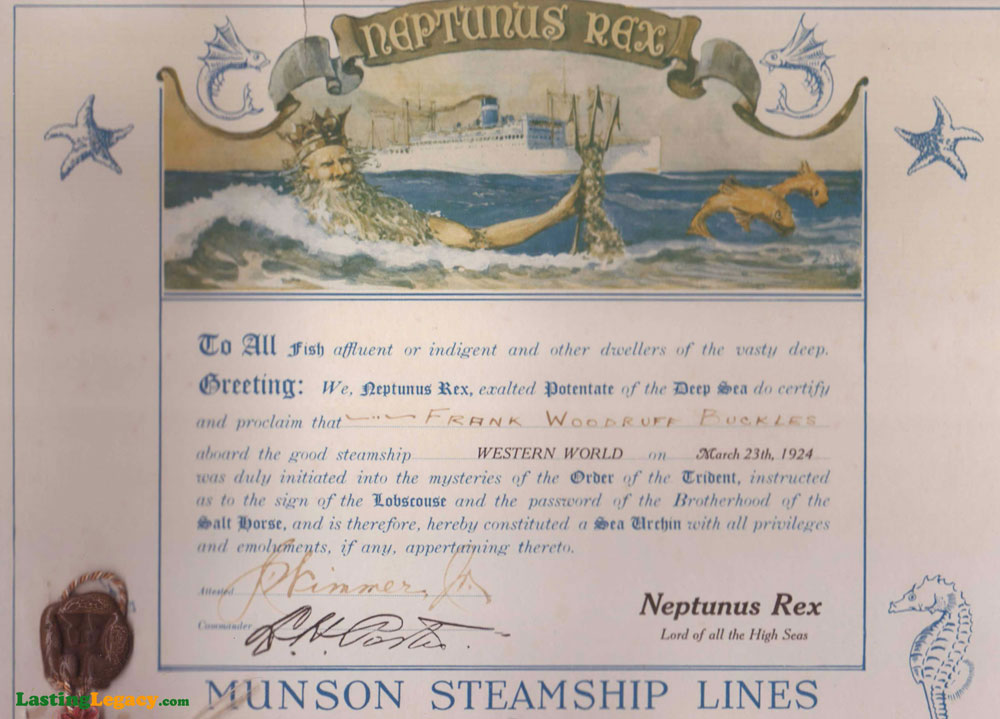 NEPTUNUS REX
To All Fish affluent or indigent and other dwellers of the vasty deep.
Greeting: We, Neptunus Rex, exalted Potentate of the Deep Sea do certify
and proclaim that FRANK WOODRUFF BUCKLES
aboard the good steamship WESTERN WORLD on March 23th, 1924
was duly initiated into the mysteries of the Order of the Trident, instructed
as to the sign of the Lobscouse and the password of the Brotherhood of the
Salt Horse, and is therefore, hereby constituted a Sea Urchin with all privileges
and emoluments, if any, appertaining thereto.
Attested
Commander
Neptunus Rex
Lord of all the High Seas
MUNSON STEAMSHIP LINES
LastingLegacy.com